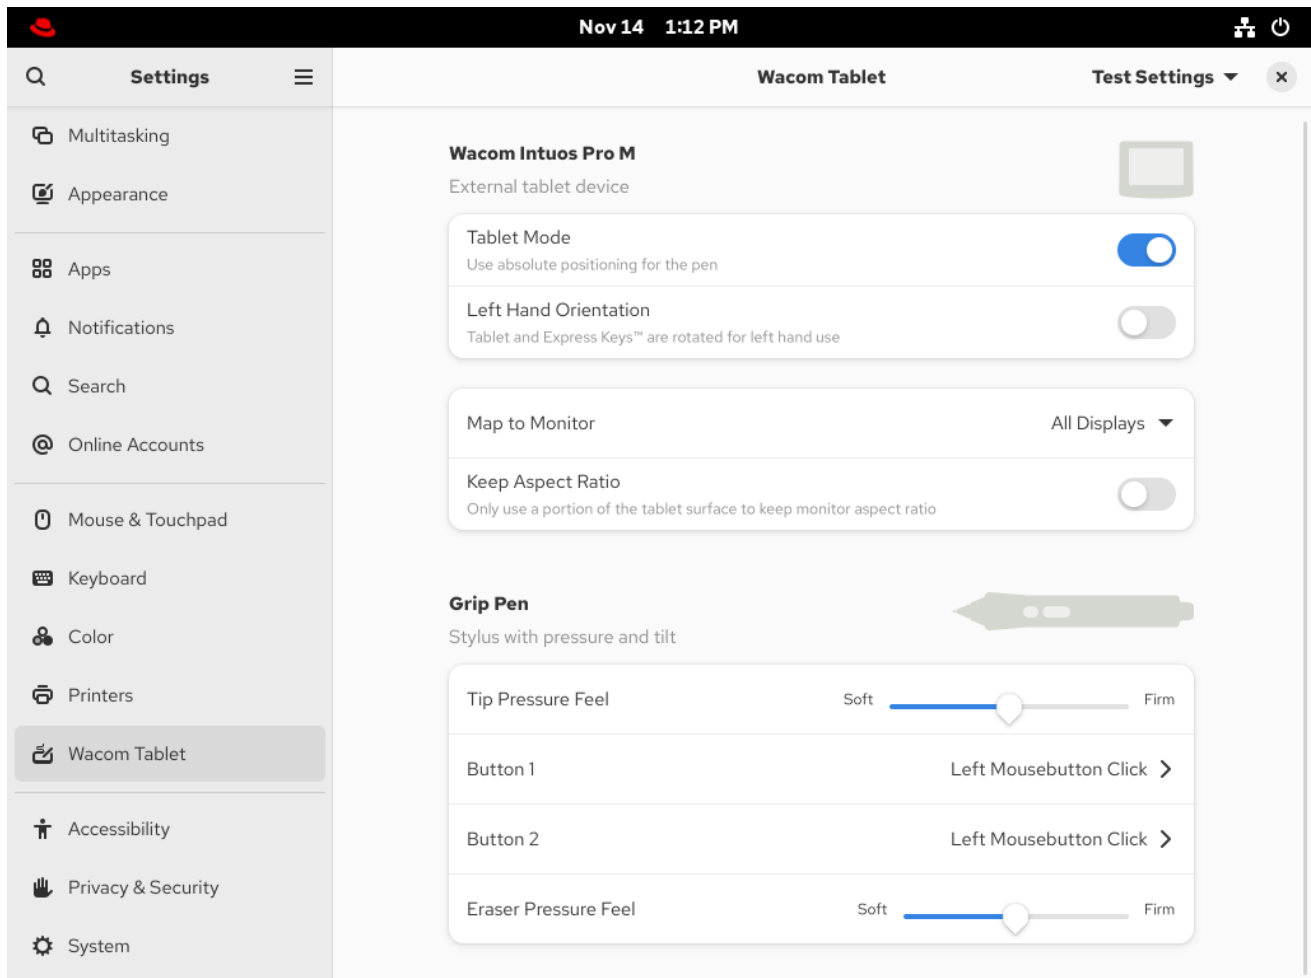 Nov 14 1:12 PM
Settings
Wacom Tablet
Test Settings
Multitasking
Appearance
Apps
Notifications
Search
Online Accounts
Mouse & Touchpad
Keyboard
Color
Printers
Wacom Tablet
Accessibility
Privacy & Security
System
Wacom Intuos Pro M
External tablet device
Tablet Mode
Use absolute positioning for the pen
Left Hand Orientation
Tablet and Express Keys™ are rotated for left hand use
Map to Monitor All Displays
Keep Aspect Ratio
Only use a portion of the tablet surface to keep monitor aspect ratio
Grip Pen
Stylus with pressure and tilt
Tip Pressure Feel Soft Firm
Button 1 Left Mousebutton Click
Button 2 Left Mousebutton Click
Eraser Pressure Feel Soft Firm